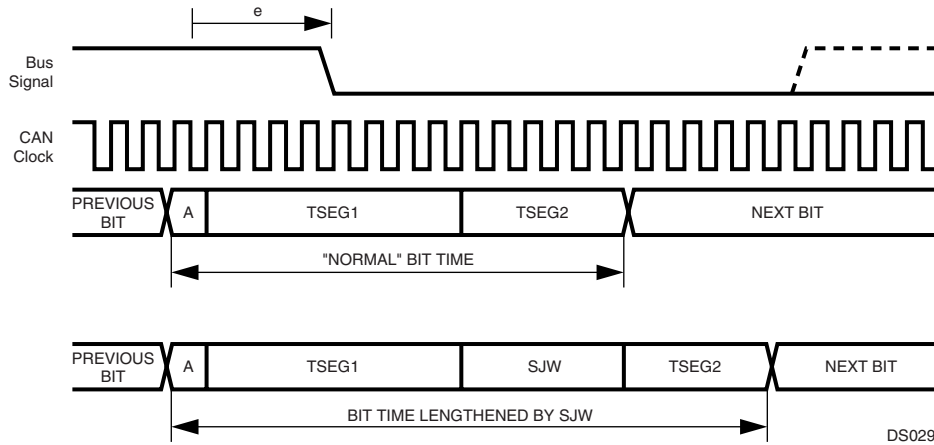 e
Bus
Signal
CAN
Clock
PREVIOUS
BIT
A
TSEG1
TSEG2
NEXT BIT
"NORMAL" BIT TIME
PREVIOUS
BIT
A
TSEG1
SJW
TSEG2
NEXT BIT
BIT TIME LENGTHENED BY SJW
DS029